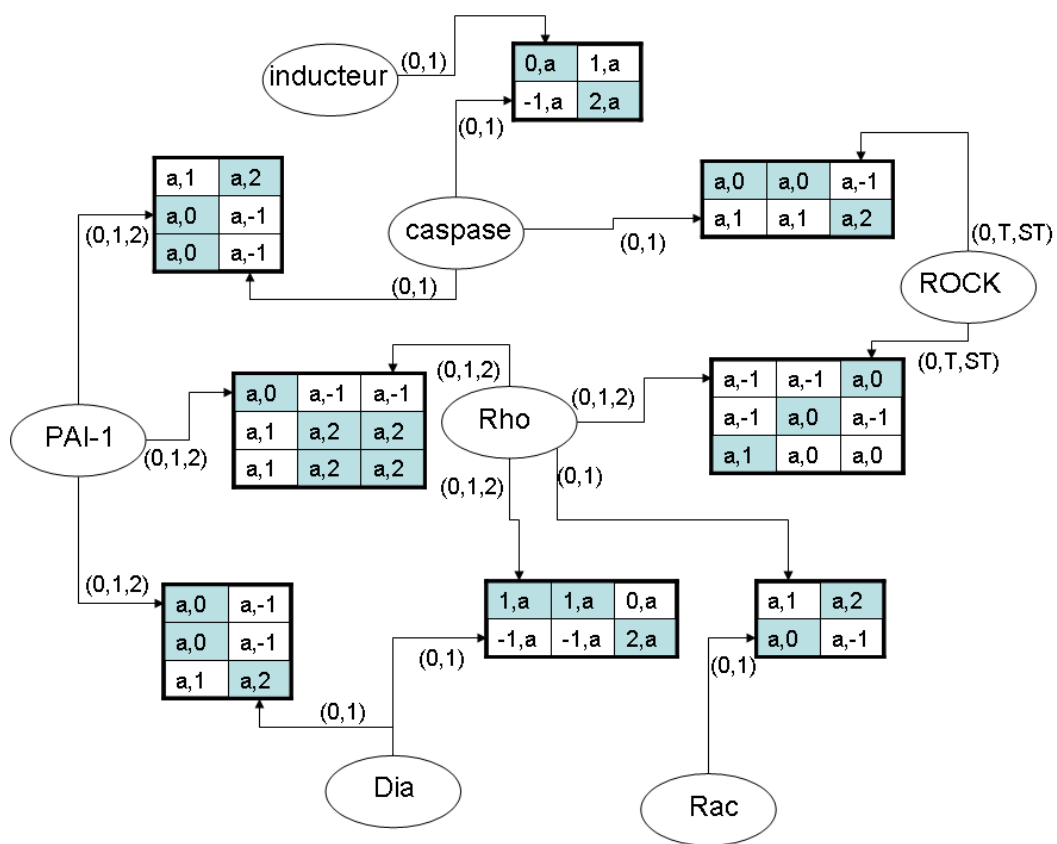 inducteur
(0,1)
0,a 1,a
-1,a 2,a
(0,1)
a,1 a,2
a,0 a,-1
a,0 a,-1
(0,1,2)
caspase
(0,1)
(0,1)
a,0 a,0 a,-1
a,1 a,1 a,2
(0,T,ST)
ROCK
(0,T,ST)
PAI-1
(0,1,2)
a,0 a,-1 a,-1
a,1 a,2 a,2
a,1 a,2 a,2
(0,1,2)
Rho
(0,1,2)
a,-1 a,-1 a,0
a,-1 a,0 a,-1
a,1 a,0 a,0
(0,1,2)
(0,1)
(0,1,2)
a,0 a,-1
a,0 a,-1
a,1 a,2
1,a 1,a 0,a
-1,a -1,a 2,a
(0,1)
a,1 a,2
a,0 a,-1
(0,1)
(0,1)
Dia
Rac